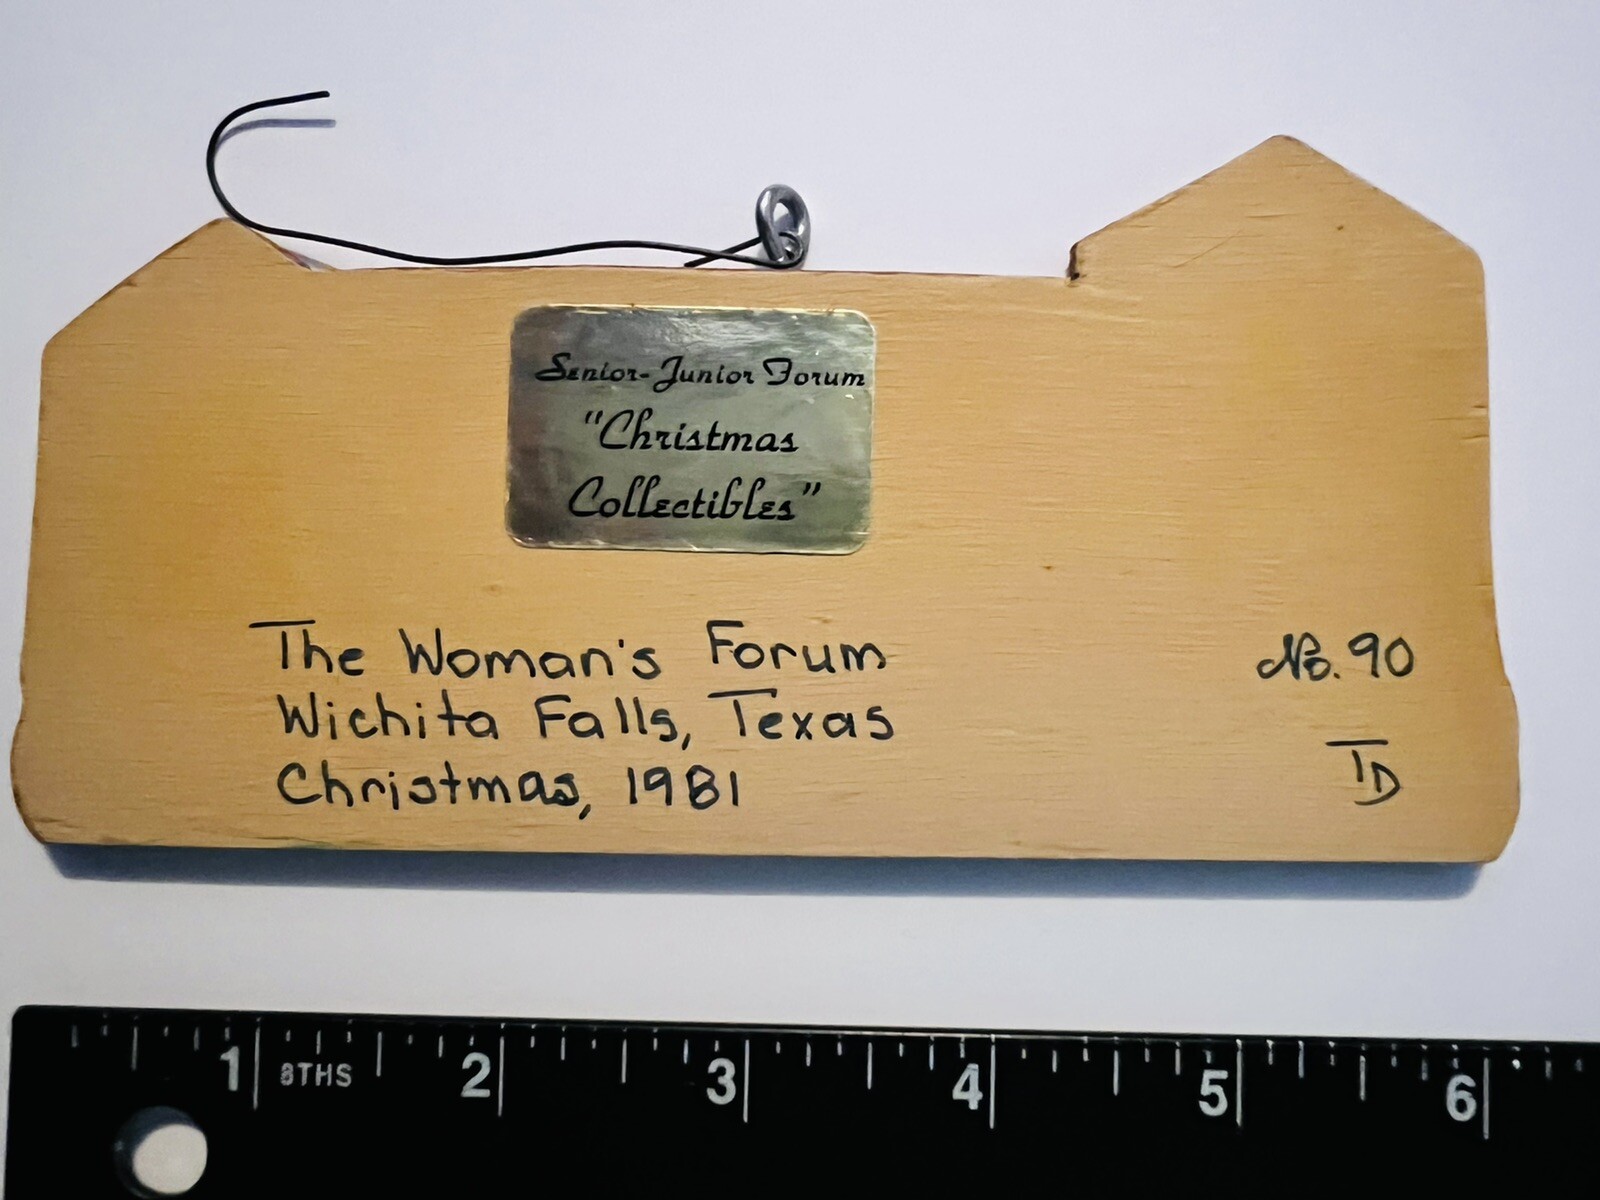 Senior-Junior Forum
"Christmas
Collectibles"
The Woman's Forum
Wichita Falls, Texas
Christmas, 1981
No. 90
TD
1 8THS 2 3 4 5 6